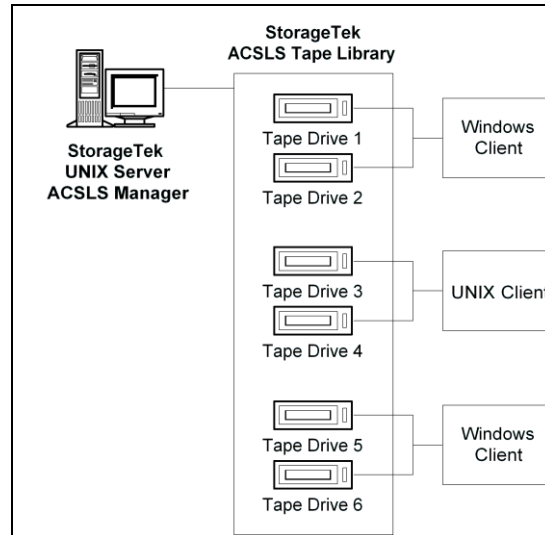 StorageTek
ACSLS Tape Library
StorageTek
UNIX Server
ACSLS Manager
Tape Drive 1
Tape Drive 2
Windows
Client
Tape Drive 3
Tape Drive 4
UNIX Client
Tape Drive 5
Tape Drive 6
Windows
Client